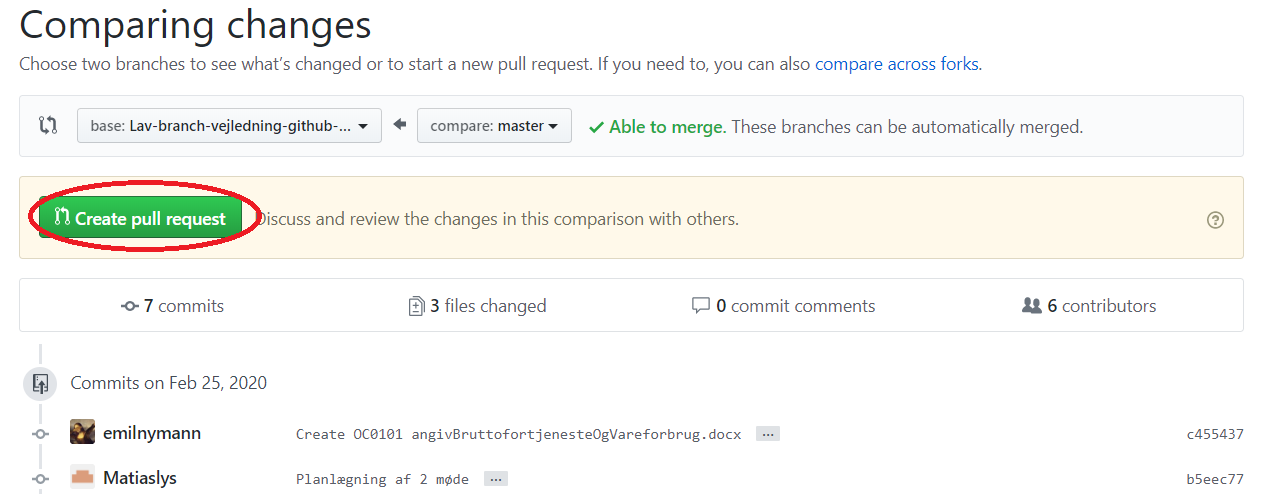 Comparing changes
Choose two branches to see what's changed or to start a new pull request. If you need to, you can also compare across forks.
base: Lav-branch-vejledning-github-... compare: master Able to merge. These branches can be automatically merged.
Create pull request Discuss and review the changes in this comparison with others.
7 commits 3 files changed 0 commit comments 6 contributors
Commits on Feb 25, 2020
emilnymann Create OC0101 angivBruttofortjenesteOgVareforbrug.docx ... c455437
Matiaslys Planlægning af 2 møde ... b5eec77